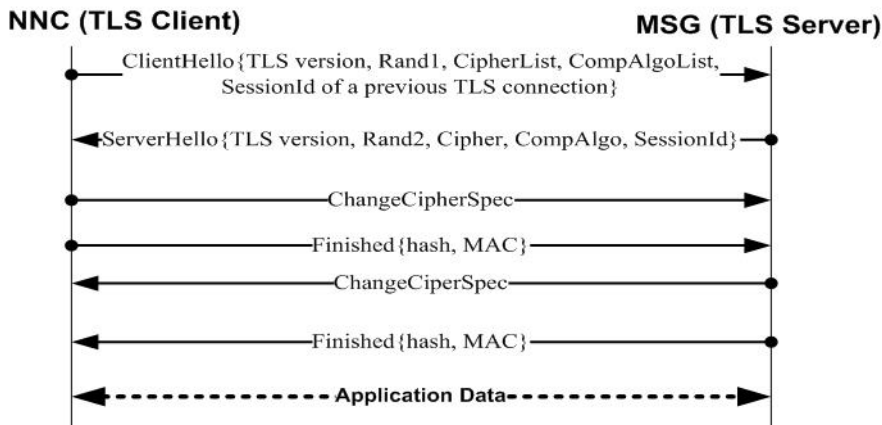 NNC (TLS Client)
MSG (TLS Server)
ClientHello{TLS version, Rand1, CipherList, CompAlgoList,
SessionId of a previous TLS connection}
ServerHello{TLS version, Rand2, Cipher, CompAlgo, SessionId}
ChangeCipherSpec
Finished{hash, MAC}
ChangeCiperSpec
Finished{hash, MAC}
Application Data